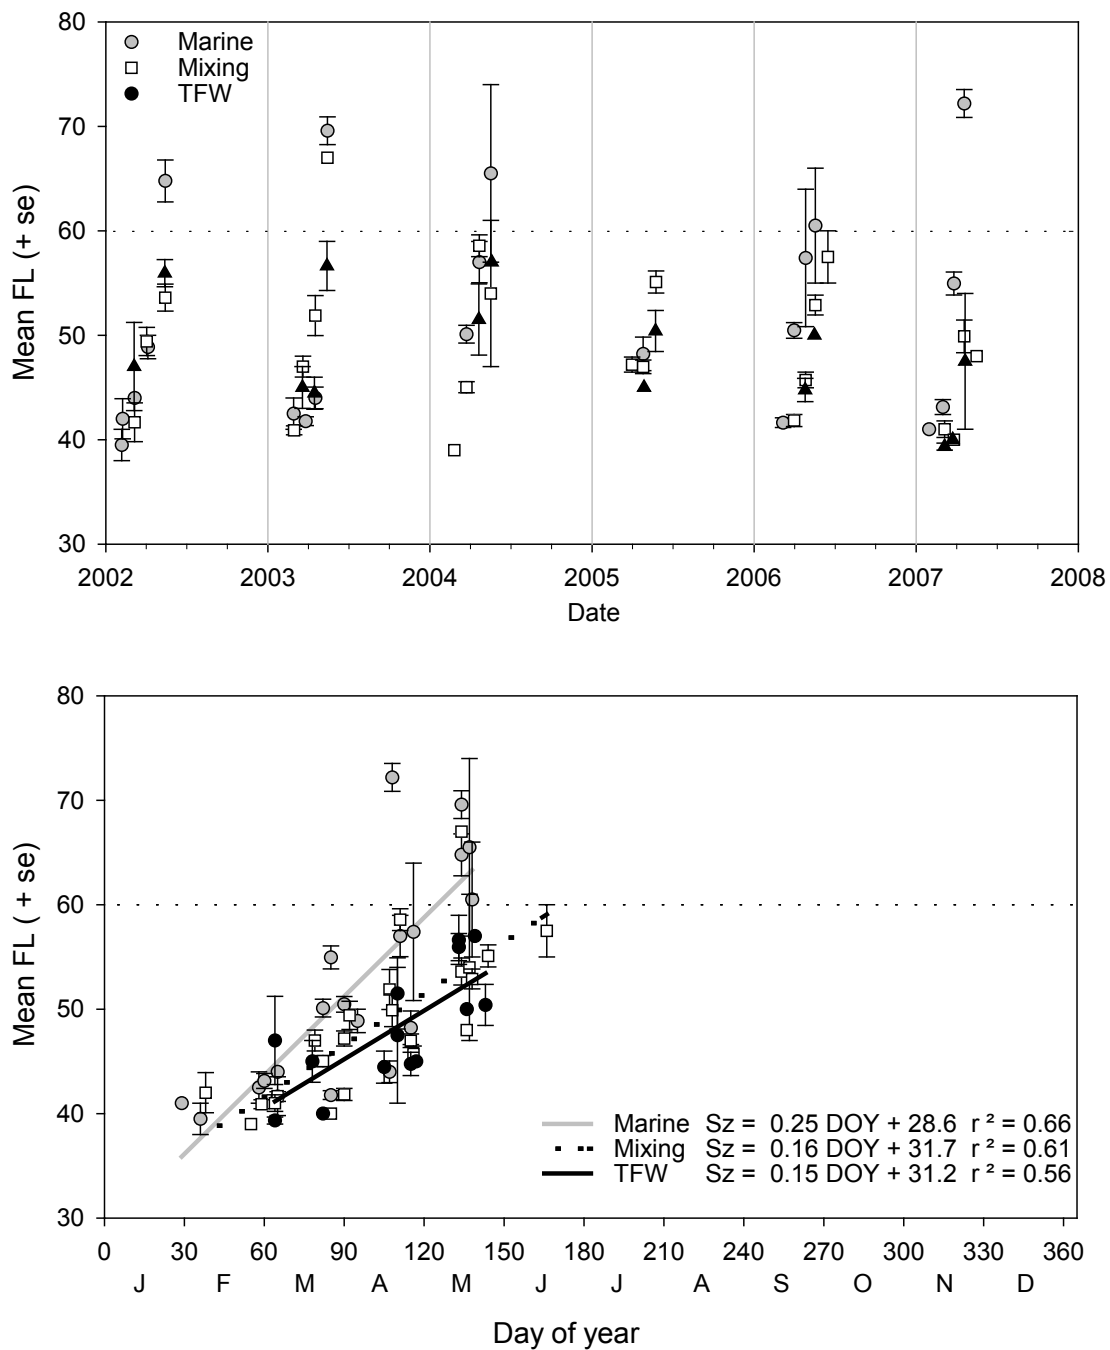 80
70
60
50
40
30
Mean FL (+ se)
Marine
Mixing
TFW
2002 2003 2004 2005 2006 2007 2008
Date
80
70
60
50
40
30
Mean FL ( + se)
Marine Sz = 0.25 DOY + 28.6 r ² = 0.66
Mixing Sz = 0.16 DOY + 31.7 r ² = 0.61
TFW Sz = 0.15 DOY + 31.2 r ² = 0.56
0 30 60 90 120 150 180 210 240 270 300 330 360
J F M A M J J A S O N D
Day of year